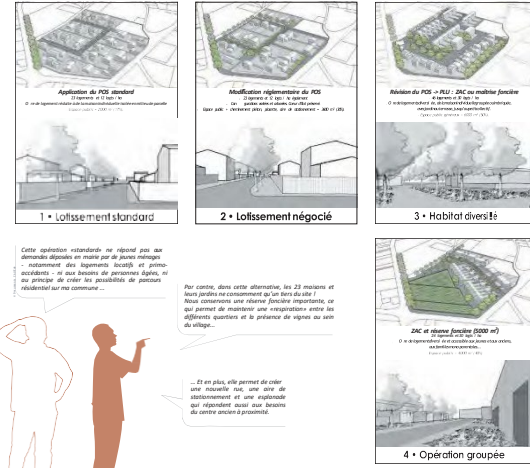 Application du POS standard
23 logements et 12 logts / ha
1 • Lotissement standard
Modification réglementaire du POS
23 logements et 12 logts / ha également
2 • Lotissement négocié
Révision du POS -> PLU : ZAC ou maîtrise foncière
3 • Habitat diversifié
Cette opération «standard» ne répond pas aux
demandes déposées en mairie par de jeunes ménages
- notamment des logements locatifs et primo-
accédants - ni aux besoins de personnes âgées, ni
au principe de créer les possibilités de parcours
résidentiel sur ma commune ...
Par contre, dans cette alternative, les 23 maisons et
leurs jardins ne consomment qu'un tiers du site !
Nous conservons une réserve foncière importante, ce
qui permet de maintenir une «respiration» entre les
différents quartiers et la présence de vignes au sein
du village...
... Et en plus, elle permet de créer
une nouvelle rue, une aire de
stationnement et une esplanade
qui répondent aussi aux besoins
du centre ancien à proximité.
ZAC et réserve foncière (5000 m²)
4 • Opération groupée